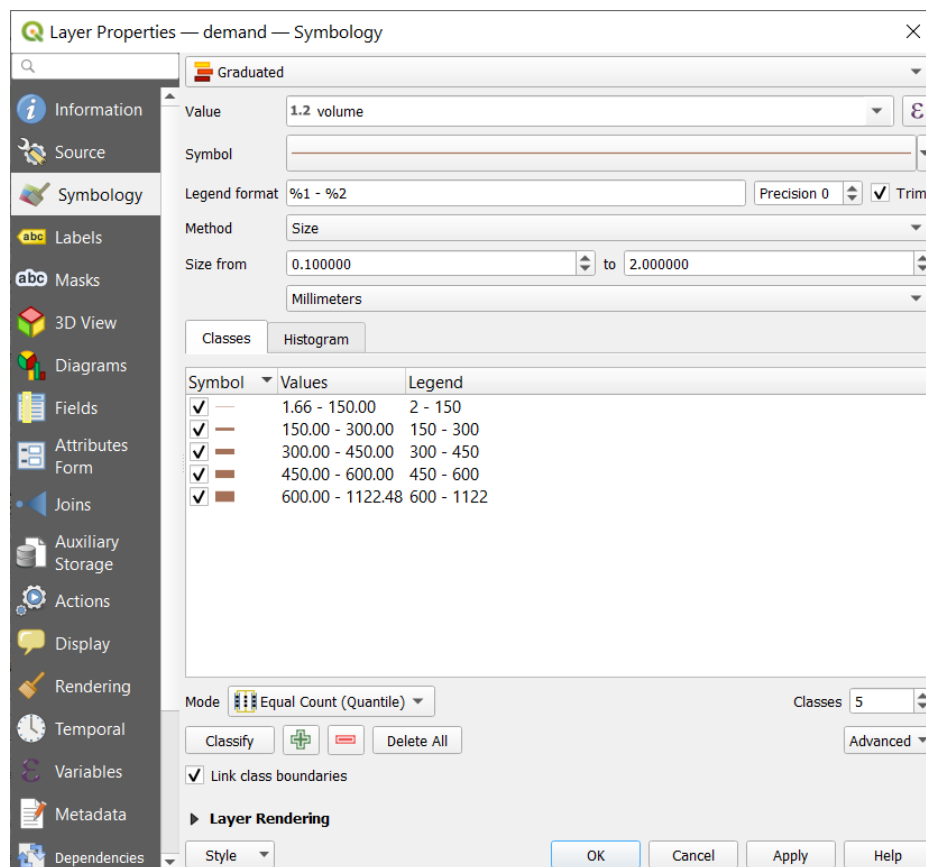 Layer Properties — demand — Symbology
Graduated
Information
Value 1.2 volume ε
Source
Symbol
Symbology
Legend format %1 - %2 Precision 0 Trim
Method Size
abc Labels
Size from 0.100000 to 2.000000
abc Masks
Millimeters
3D View
Classes Histogram
Diagrams
Symbol Values Legend
Fields
1.66 - 150.00 2 - 150
150.00 - 300.00 150 - 300
Attributes
Form
300.00 - 450.00 300 - 450
450.00 - 600.00 450 - 600
600.00 - 1122.48 600 - 1122
Joins
Auxiliary
Storage
Actions
Display
Rendering
Mode Equal Count (Quantile) Classes 5
Temporal
Classify Delete All Advanced
Variables
Link class boundaries
Metadata
Layer Rendering
Dependencies
Style OK Cancel Apply Help